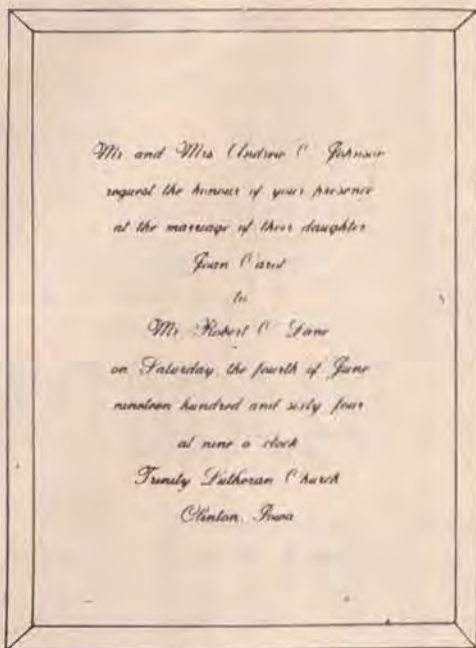 Mr and Mrs Andrew C Johnson
request the honour of your presence
at the marriage of their daughter
Joan Carol
to
Mr Robert C
on Saturday the fourth of June
nineteen hundred and sixty four
at nine o clock
Trinity Lutheran Church
Clinton, Iowa